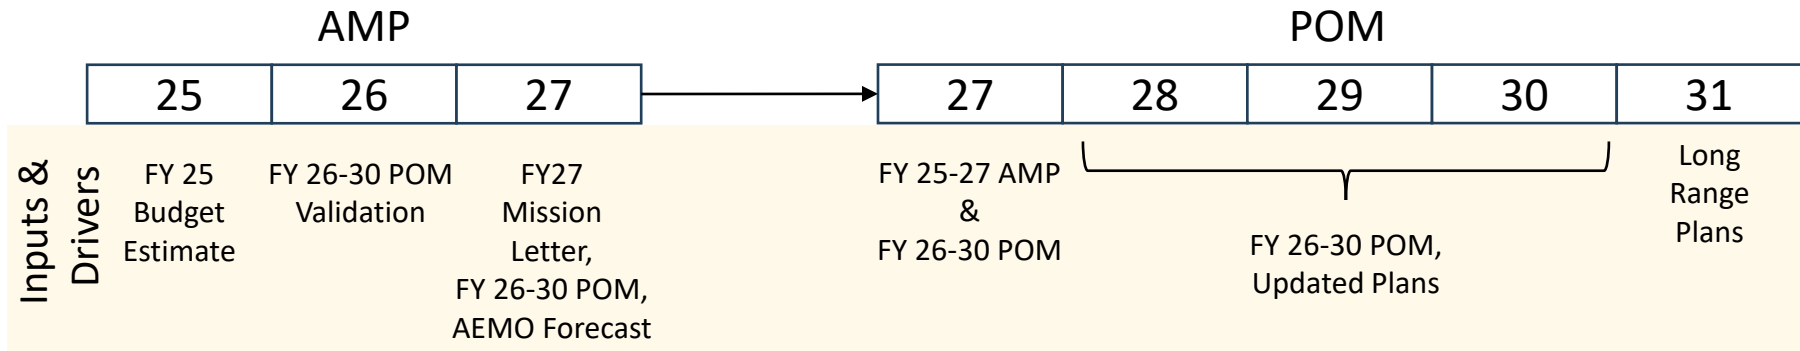 AMP
POM
25
26
27
27
28
29
30
31
Inputs &
Drivers
FY 25
Budget
Estimate
FY 26-30 POM
Validation
FY27
Mission
Letter,
FY 26-30 POM,
AEMO Forecast
FY 25-27 AMP
&
FY 26-30 POM
FY 26-30 POM,
Updated Plans
Long
Range
Plans